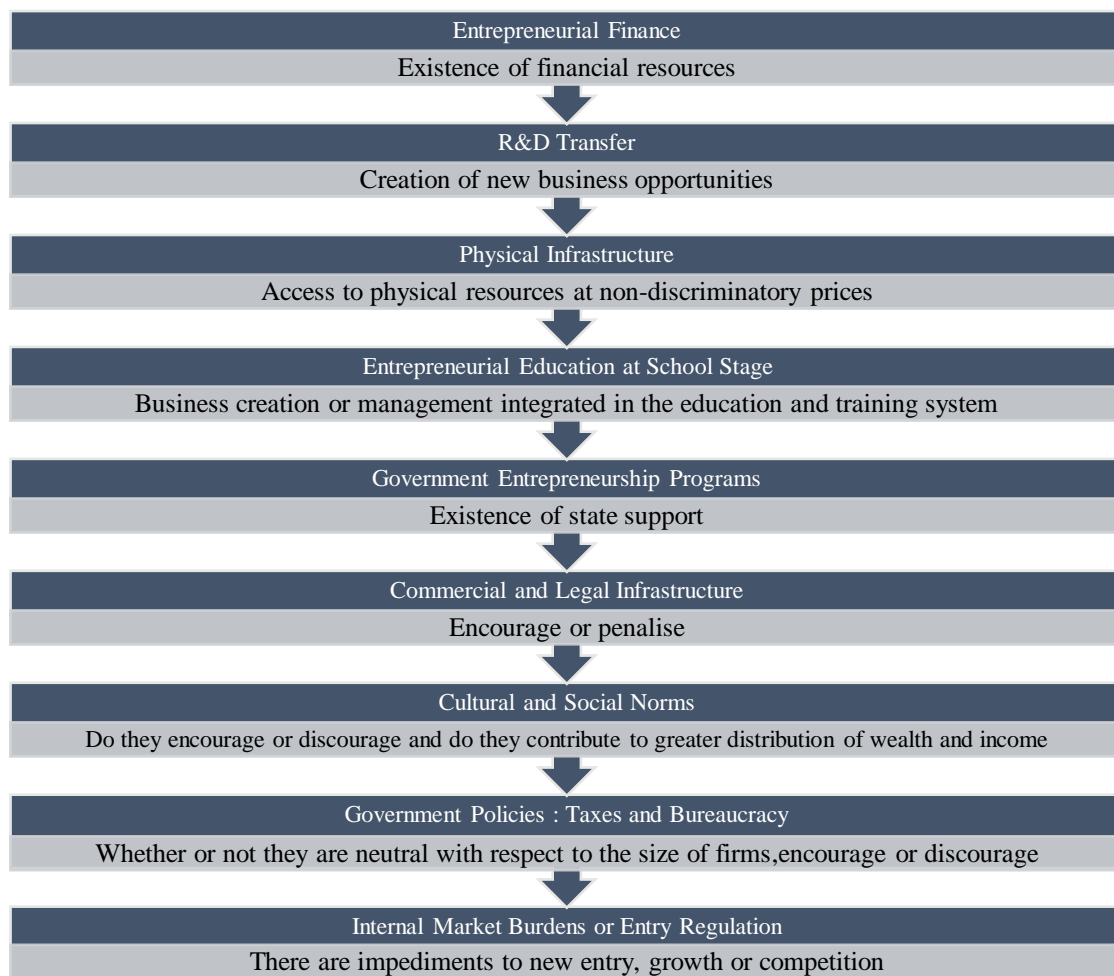 Entrepreneurial Finance
Existence of financial resources
R&D Transfer
Creation of new business opportunities
Physical Infrastructure
Access to physical resources at non-discriminatory prices
Entrepreneurial Education at School Stage
Business creation or management integrated in the education and training system
Government Entrepreneurship Programs
Existence of state support
Commercial and Legal Infrastructure
Encourage or penalise
Cultural and Social Norms
Do they encourage or discourage and do they contribute to greater distribution of wealth and income
Government Policies : Taxes and Bureaucracy
Whether or not they are neutral with respect to the size of firms,encourage or discourage
Internal Market Burdens or Entry Regulation
There are impediments to new entry, growth or competition